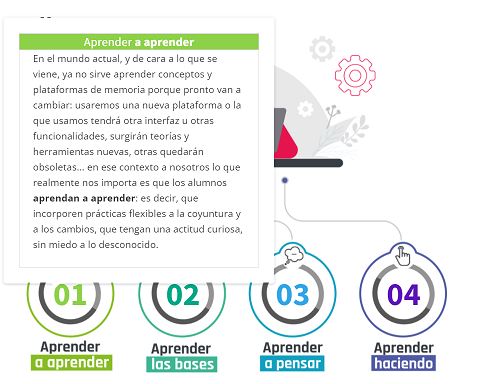 Aprender a aprender
En el mundo actual, y de cara a lo que se
viene, ya no sirve aprender conceptos y
plataformas de memoria porque pronto van a
cambiar: usaremos una nueva plataforma o la
que usamos tendrá otra interfaz u otras
funcionalidades, surgirán teorías y
herramientas nuevas, otras quedarán
obsoletas... en ese contexto a nosotros lo que
realmente nos importa es que los alumnos
aprendan a aprender: es decir, que
incorporen prácticas flexibles a la coyuntura y
a los cambios, que tengan una actitud curiosa,
sin miedo a lo desconocido.
01
02
03
04
Aprender
a aprender
Aprender
las bases
Aprender
a pensar
Aprender
haciendo